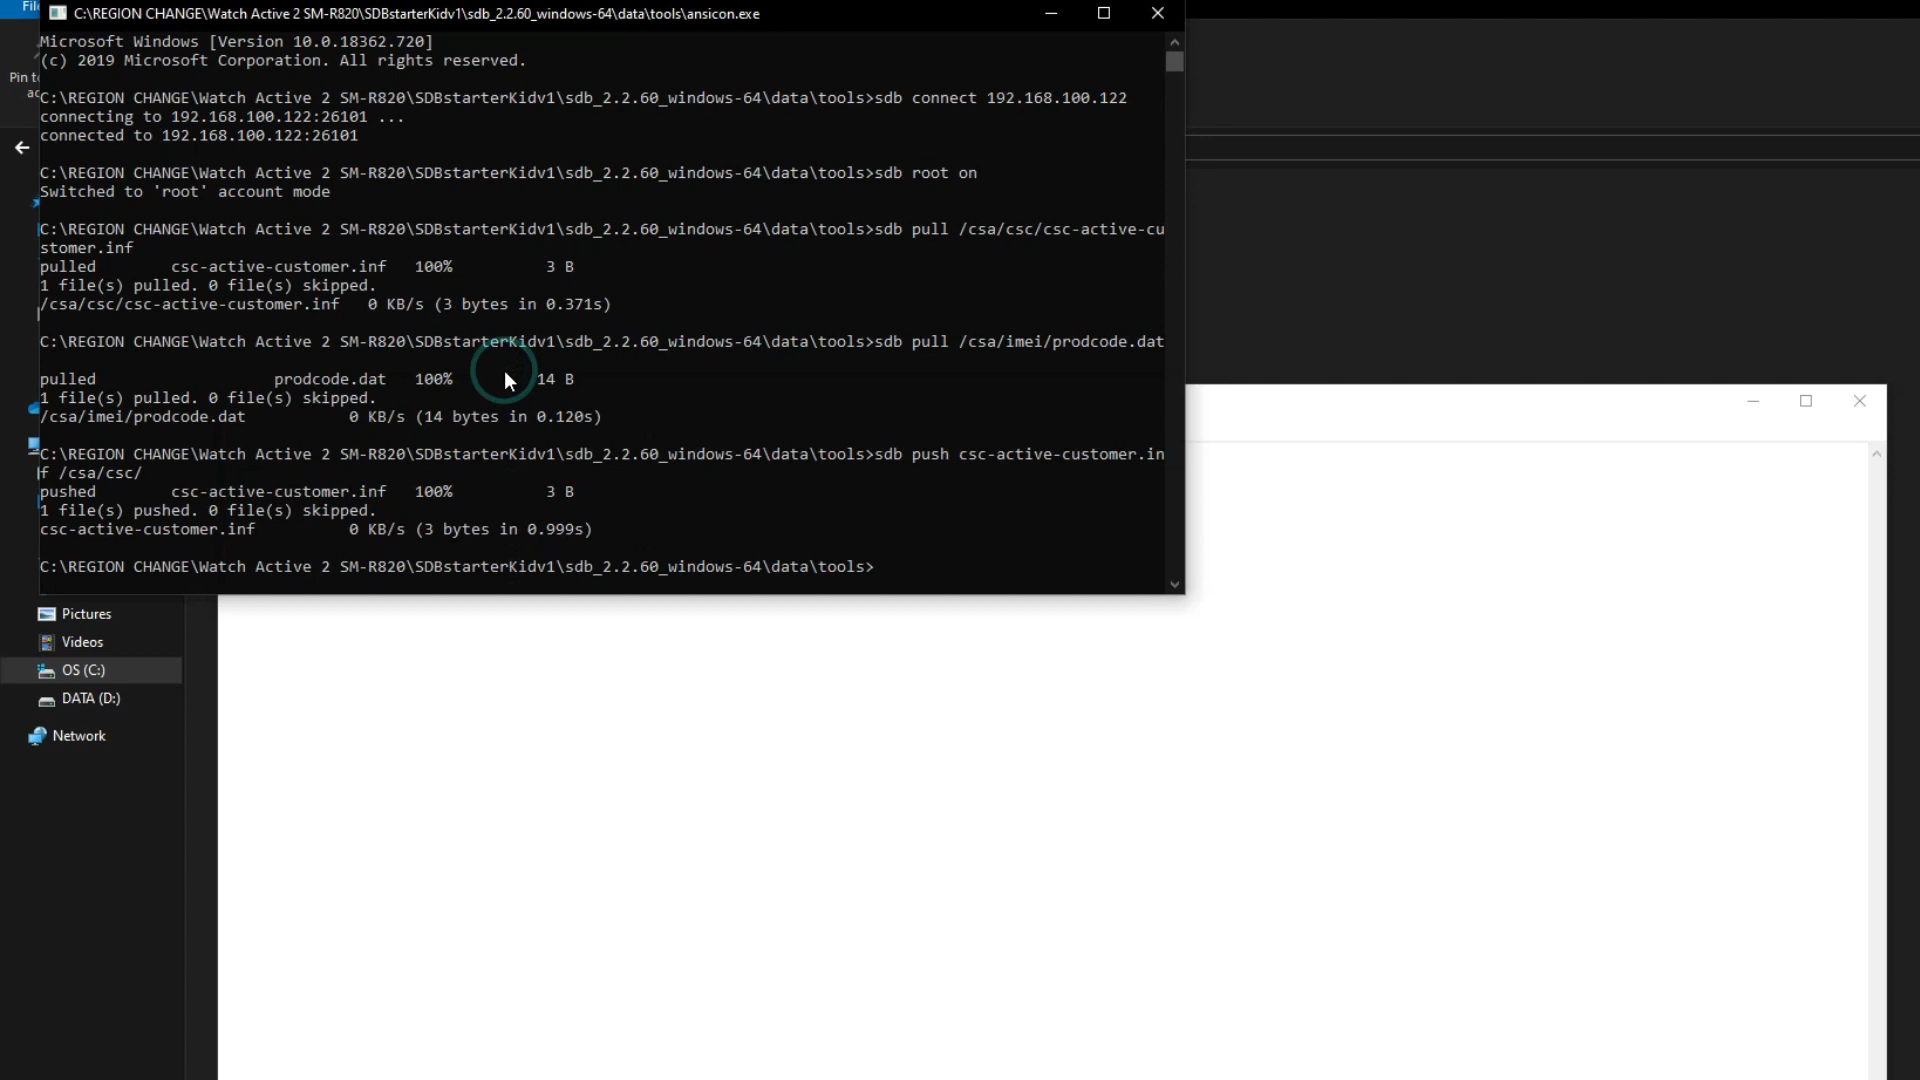 Fil
C:\REGION CHANGE\Watch Active 2 SM-R820\SDBstarterKidv1\sdb_2.2.60_windows-64\data\tools\ansicon.exe
Microsoft Windows [Version 10.0.18362.720]
(c) 2019 Microsoft Corporation. All rights reserved.
Pin to
ac
C:\REGION CHANGE\Watch Active 2 SM-R820\SDBstarterKidv1\sdb_2.2.60_windows-64\data\tools>sdb connect 192.168.100.122
connecting to 192.168.100.122:26101 ...
connected to 192.168.100.122:26101
C:\REGION CHANGE\Watch Active 2 SM-R820\SDBstarterKidv1\sdb_2.2.60_windows-64\data\tools>sdb root on
Switched to 'root' account mode
C:\REGION CHANGE\Watch Active 2 SM-R820\SDBstarterKidv1\sdb_2.2.60_windows-64\data\tools>sdb pull /csa/csc/csc-active-cu
stomer.inf
pulled csc-active-customer.inf 100% 3 B
1 file(s) pulled. 0 file(s) skipped.
/csa/csc/csc-active-customer.inf 0 KB/s (3 bytes in 0.371s)
C:\REGION CHANGE\Watch Active 2 SM-R820\SDBstarterKidv1\sdb_2.2.60_windows-64\data\tools>sdb pull /csa/imei/prodcode.dat
pulled prodcode.dat 100% 14 B
1 file(s) pulled. 0 file(s) skipped.
/csa/imei/prodcode.dat 0 KB/s (14 bytes in 0.120s)
C:\REGION CHANGE\Watch Active 2 SM-R820\SDBstarterKidv1\sdb_2.2.60_windows-64\data\tools>sdb push csc-active-customer.in
f /csa/csc/
pushed csc-active-customer.inf 100% 3 B
1 file(s) pushed. 0 file(s) skipped.
csc-active-customer.inf 0 KB/s (3 bytes in 0.999s)
C:\REGION CHANGE\Watch Active 2 SM-R820\SDBstarterKidv1\sdb_2.2.60_windows-64\data\tools>
Pictures
Videos
OS (C:)
DATA (D:)
Network